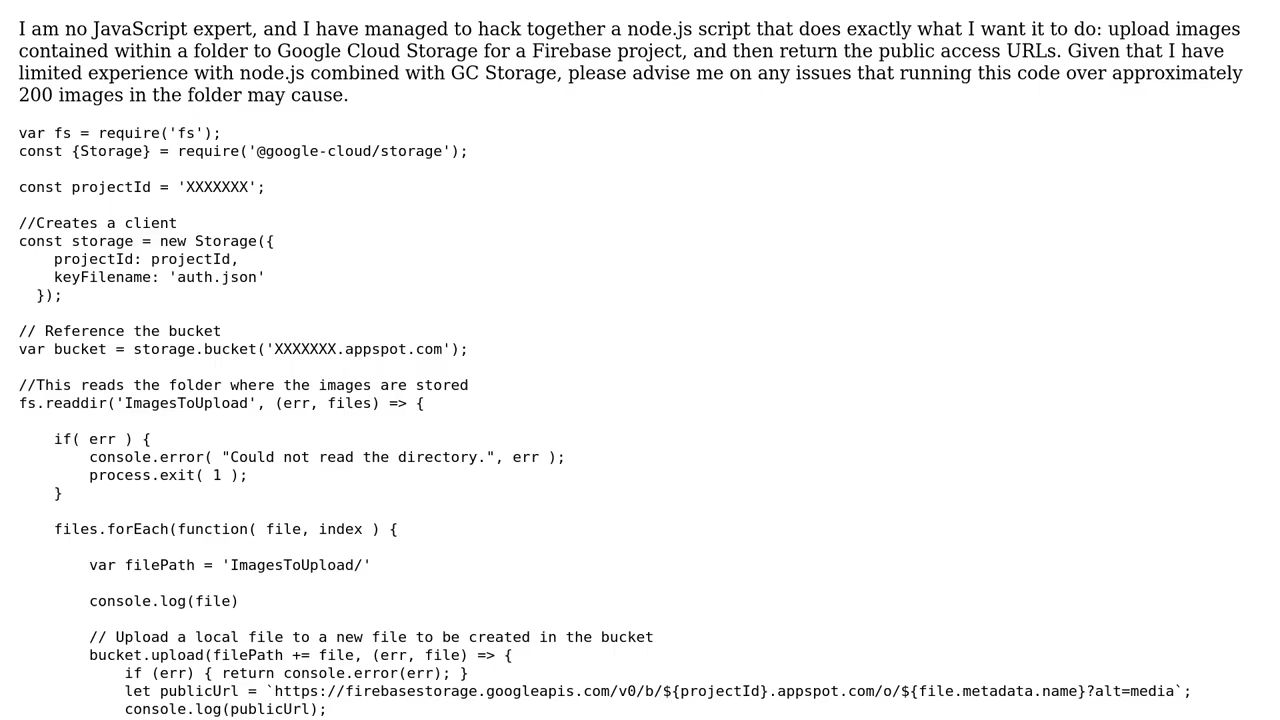 I am no JavaScript expert, and I have managed to hack together a node.js script that does exactly what I want it to do: upload images
contained within a folder to Google Cloud Storage for a Firebase project, and then return the public access URLs. Given that I have
limited experience with node.js combined with GC Storage, please advise me on any issues that running this code over approximately
200 images in the folder may cause.
var fs = require('fs');
const {Storage} = require('@google-cloud/storage');
const projectId = 'XXXXXXX';
//Creates a client
const storage = new Storage({
    projectId: projectId,
    keyFilename: 'auth.json'
  });
// Reference the bucket
var bucket = storage.bucket('XXXXXXX.appspot.com');
//This reads the folder where the images are stored
fs.readdir('ImagesToUpload', (err, files) => {
    if( err ) {
        console.error( "Could not read the directory.", err );
        process.exit( 1 );
    }
    files.forEach(function( file, index ) {
        var filePath = 'ImagesToUpload/'
        console.log(file)
        // Upload a local file to a new file to be created in the bucket
        bucket.upload(filePath += file, (err, file) => {
            if (err) { return console.error(err); }
            let publicUrl = `https://firebasestorage.googleapis.com/v0/b/${projectId}.appspot.com/o/${file.metadata.name}?alt=media`;
            console.log(publicUrl);